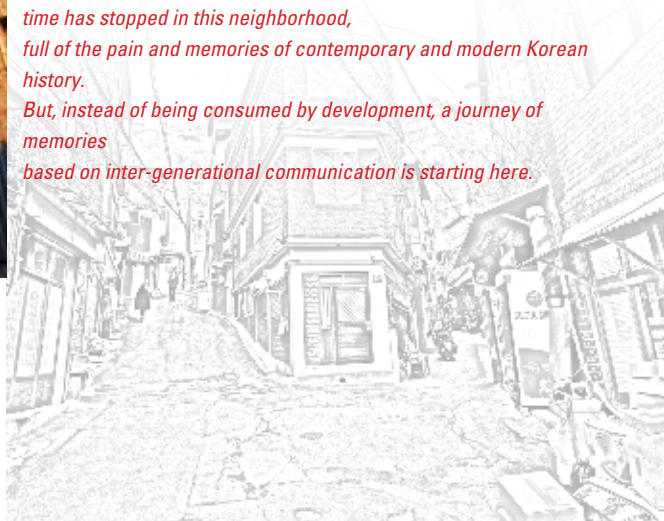 time has stopped in this neighborhood,
full of the pain and memories of contemporary and modern Korean
history.
But, instead of being consumed by development, a journey of
memories
based on inter-generational communication is starting here.